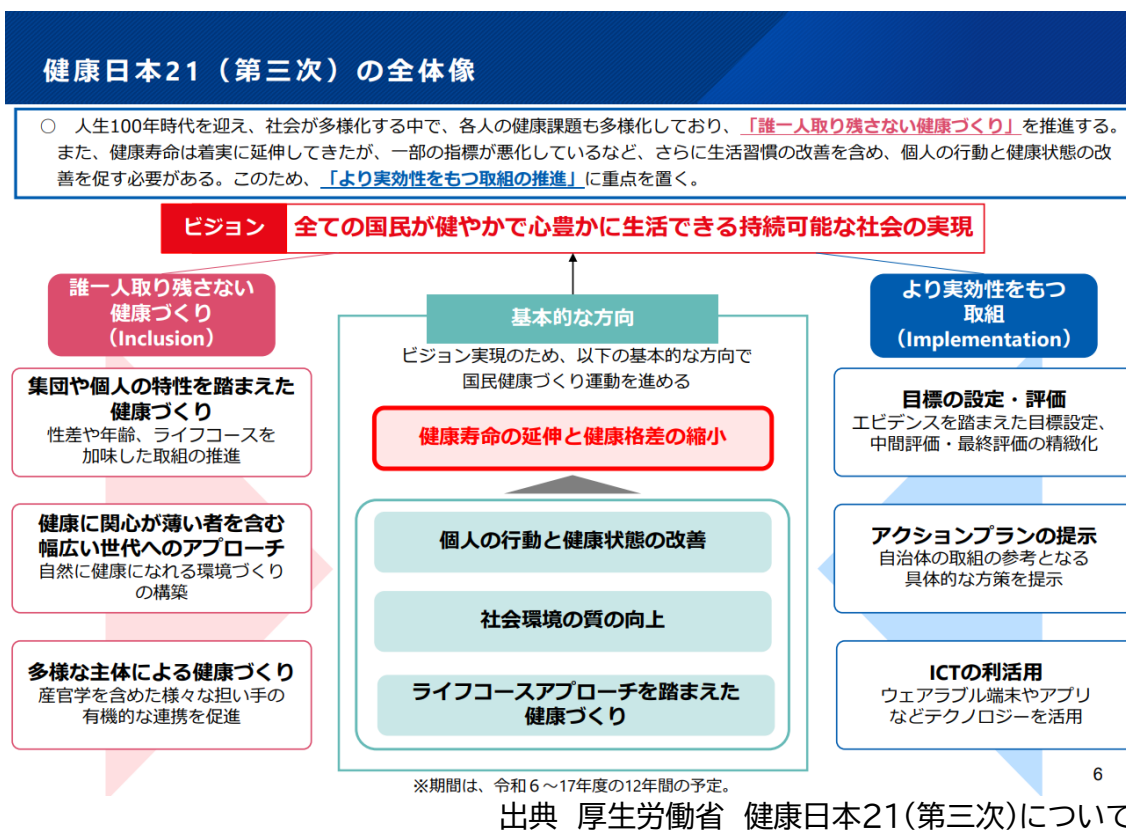 健康日本21（第三次）の全体像
○　人生100年時代を迎え、社会が多様化する中で、各人の健康課題も多様化しており、「誰一人取り残さない健康づくり」を推進する。
また、健康寿命は着実に延伸してきたが、一部の指標が悪化しているなど、さらに生活習慣の改善を含め、個人の行動と健康状態の改
善を促す必要がある。このため、「より実効性をもつ取組の推進」に重点を置く。
ビジョン　全ての国民が健やかで心豊かに生活できる持続可能な社会の実現
誰一人取り残さない
健康づくり
（Inclusion）
集団や個人の特性を踏まえた
健康づくり
性差や年齢、ライフコースを
加味した取組の推進
健康に関心が薄い者を含む
幅広い世代へのアプローチ
自然に健康になれる環境づくり
の構築
多様な主体による健康づくり
産官学を含めた様々な担い手の
有機的な連携を促進
基本的な方向
ビジョン実現のため、以下の基本的な方向で
国民健康づくり運動を進める
健康寿命の延伸と健康格差の縮小
個人の行動と健康状態の改善
社会環境の質の向上
ライフコースアプローチを踏まえた
健康づくり
※期間は、令和６～17年度の12年間の予定。
より実効性をもつ
取組
（Implementation）
目標の設定・評価
エビデンスを踏まえた目標設定、
中間評価・最終評価の精緻化
アクションプランの提示
自治体の取組の参考となる
具体的な方策を提示
ICTの利活用
ウェアラブル端末やアプリ
などテクノロジーを活用
6
出典　厚生労働省　健康日本21(第三次)について